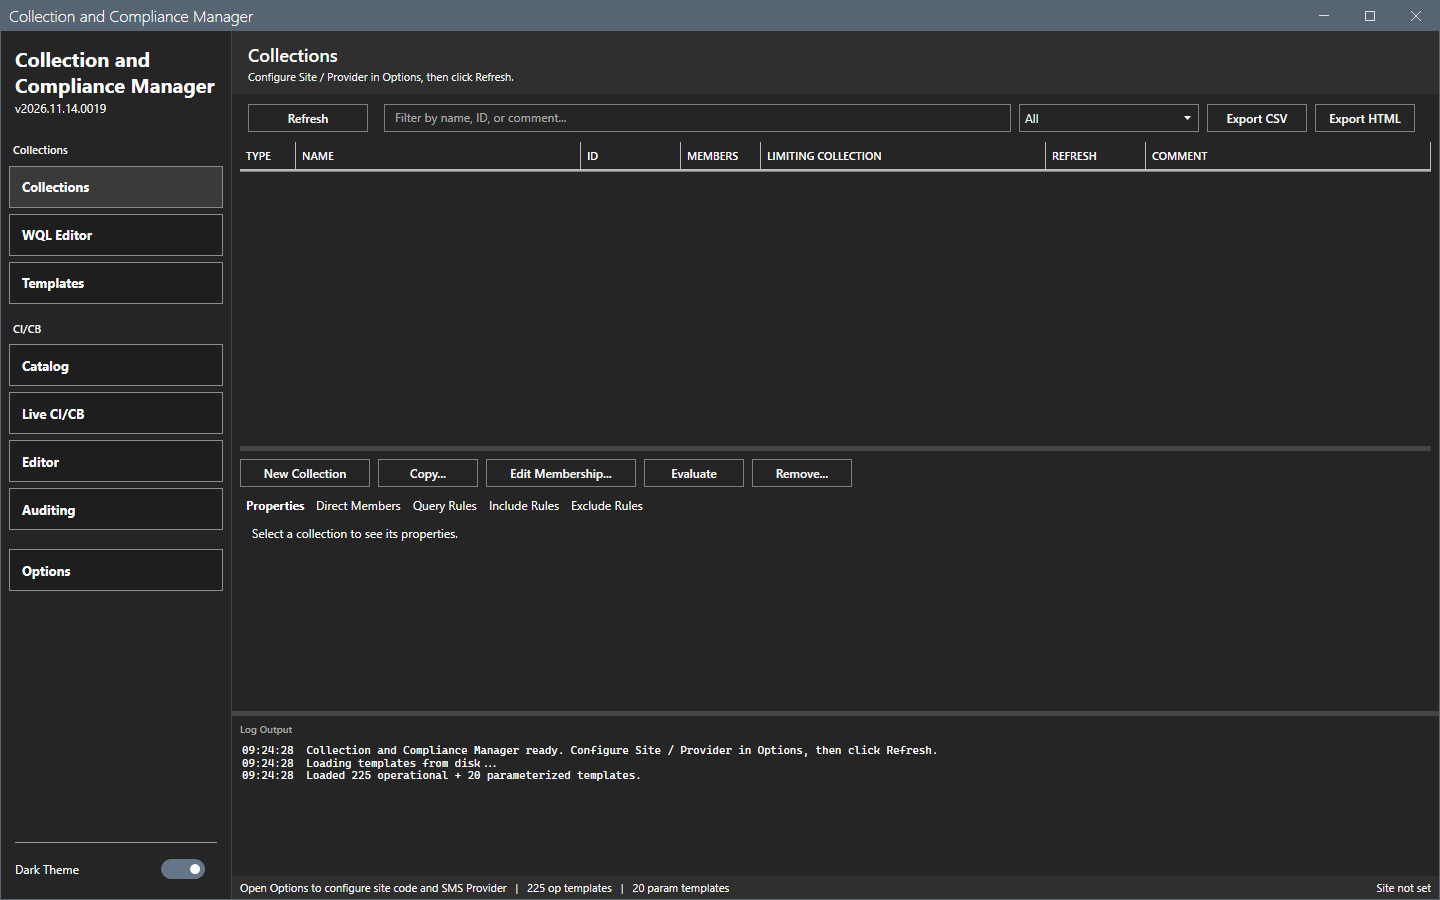 Collection and Compliance Manager
Collection and
Compliance Manager
v2026.11.14.0019
Collections
Collections
WQL Editor
Templates
CI/CB
Catalog
Live CI/CB
Editor
Auditing
Options
Dark Theme
Collections
Configure Site / Provider in Options, then click Refresh.
Refresh
Filter by name, ID, or comment...
All
Export CSV
Export HTML
TYPE NAME ID MEMBERS LIMITING COLLECTION REFRESH COMMENT
New Collection Copy... Edit Membership... Evaluate Remove...
Properties Direct Members Query Rules Include Rules Exclude Rules
Select a collection to see its properties.
Log Output
09:24:28 Collection and Compliance Manager ready. Configure Site / Provider in Options, then click Refresh.
09:24:28 Loading templates from disk...
09:24:28 Loaded 225 operational + 20 parameterized templates.
Open Options to configure site code and SMS Provider | 225 op templates | 20 param templates
Site not set